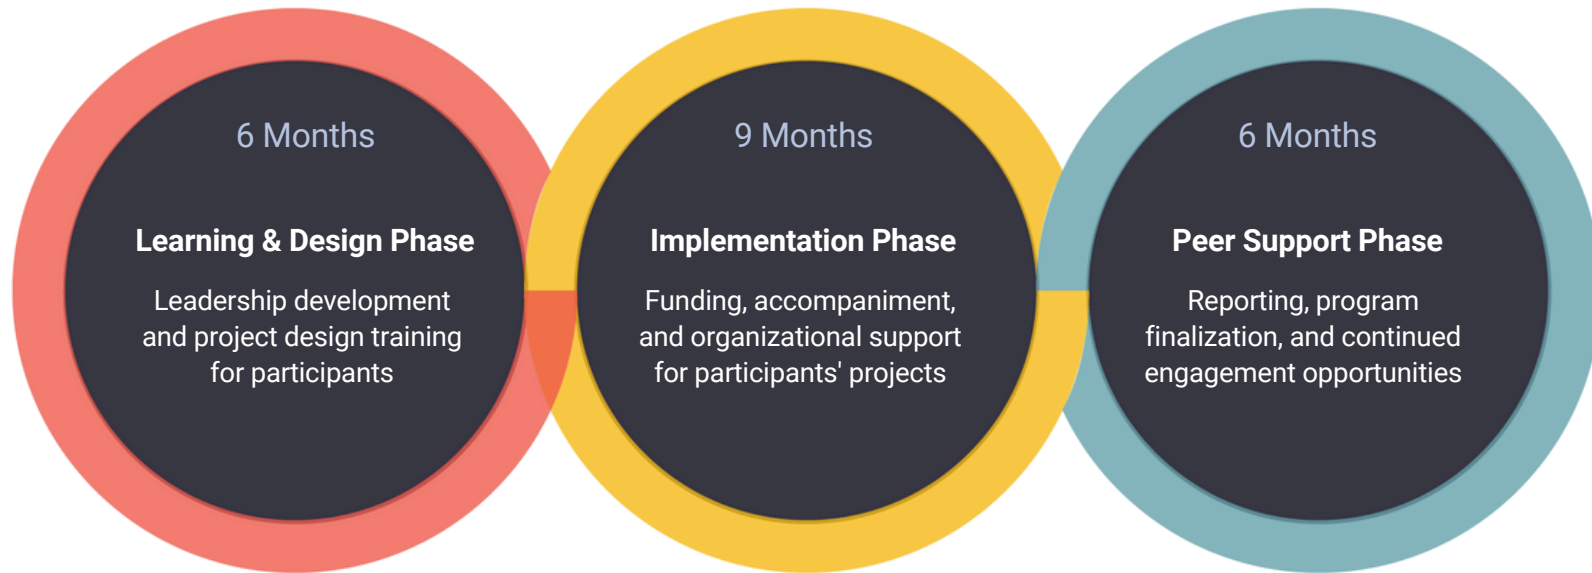 6 Months
Learning & Design Phase
Leadership development
and project design training
for participants
9 Months
Implementation Phase
Funding, accompaniment,
and organizational support
for participants' projects
6 Months
Peer Support Phase
Reporting, program
finalization, and continued
engagement opportunities